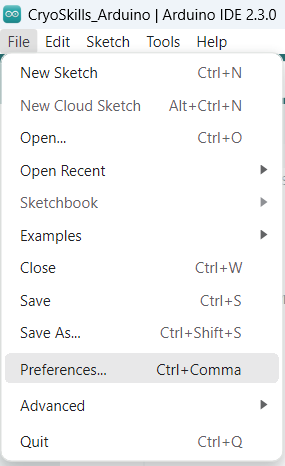 CryoSkills_Arduino | Arduino IDE 2.3.0
File Edit Sketch Tools Help
New Sketch Ctrl+N
New Cloud Sketch Alt+Ctrl+N
Open... Ctrl+O
Open Recent
Sketchbook
Examples
Close Ctrl+W
Save Ctrl+S
Save As... Ctrl+Shift+S
Preferences... Ctrl+Comma
Advanced
Quit Ctrl+Q